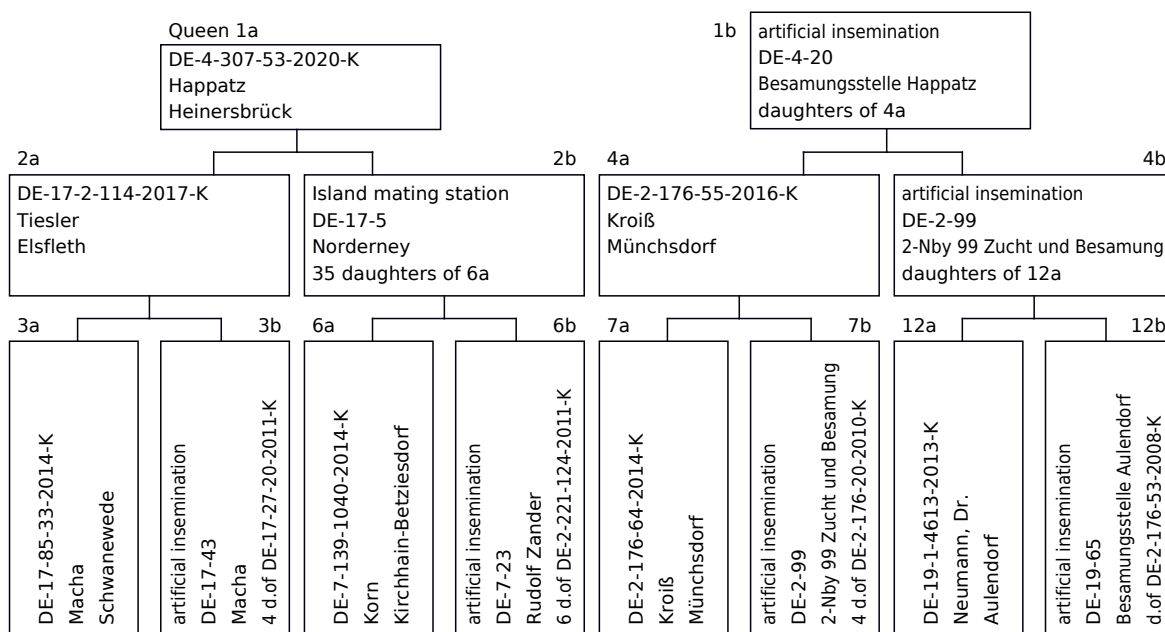 Queen 1a
DE-4-307-53-2020-K
Happatz
Heinersbrück
1b
artificial insemination
DE-4-20
Besamungsstelle Happatz
daughters of 4a
2a
DE-17-2-114-2017-K
Tiesler
Elsfleth
2b
Island mating station
DE-17-5
Norderney
35 daughters of 6a
4a
DE-2-176-55-2016-K
Kroiß
Münchsdorf
4b
artificial insemination
DE-2-99
2-Nby 99 Zucht und Besamung
daughters of 12a
3a
DE-17-85-33-2014-K
Macha
Schwanewede
3b
artificial insemination
DE-17-43
Macha
4 d.of DE-17-27-20-2011-K
6a
DE-7-139-1040-2014-K
Korn
Kirchhain-Betziesdorf
6b
artificial insemination
DE-7-23
Rudolf Zander
6 d.of DE-2-221-124-2011-K
7a
DE-2-176-64-2014-K
Kroiß
Münchsdorf
7b
artificial insemination
DE-2-99
2-Nby 99 Zucht und Besamung
4 d.of DE-2-176-20-2010-K
12a
DE-19-1-4613-2013-K
Neumann, Dr.
Aulendorf
12b
artificial insemination
DE-19-65
Besamungsstelle Aulendorf
d.of DE-2-176-53-2008-K